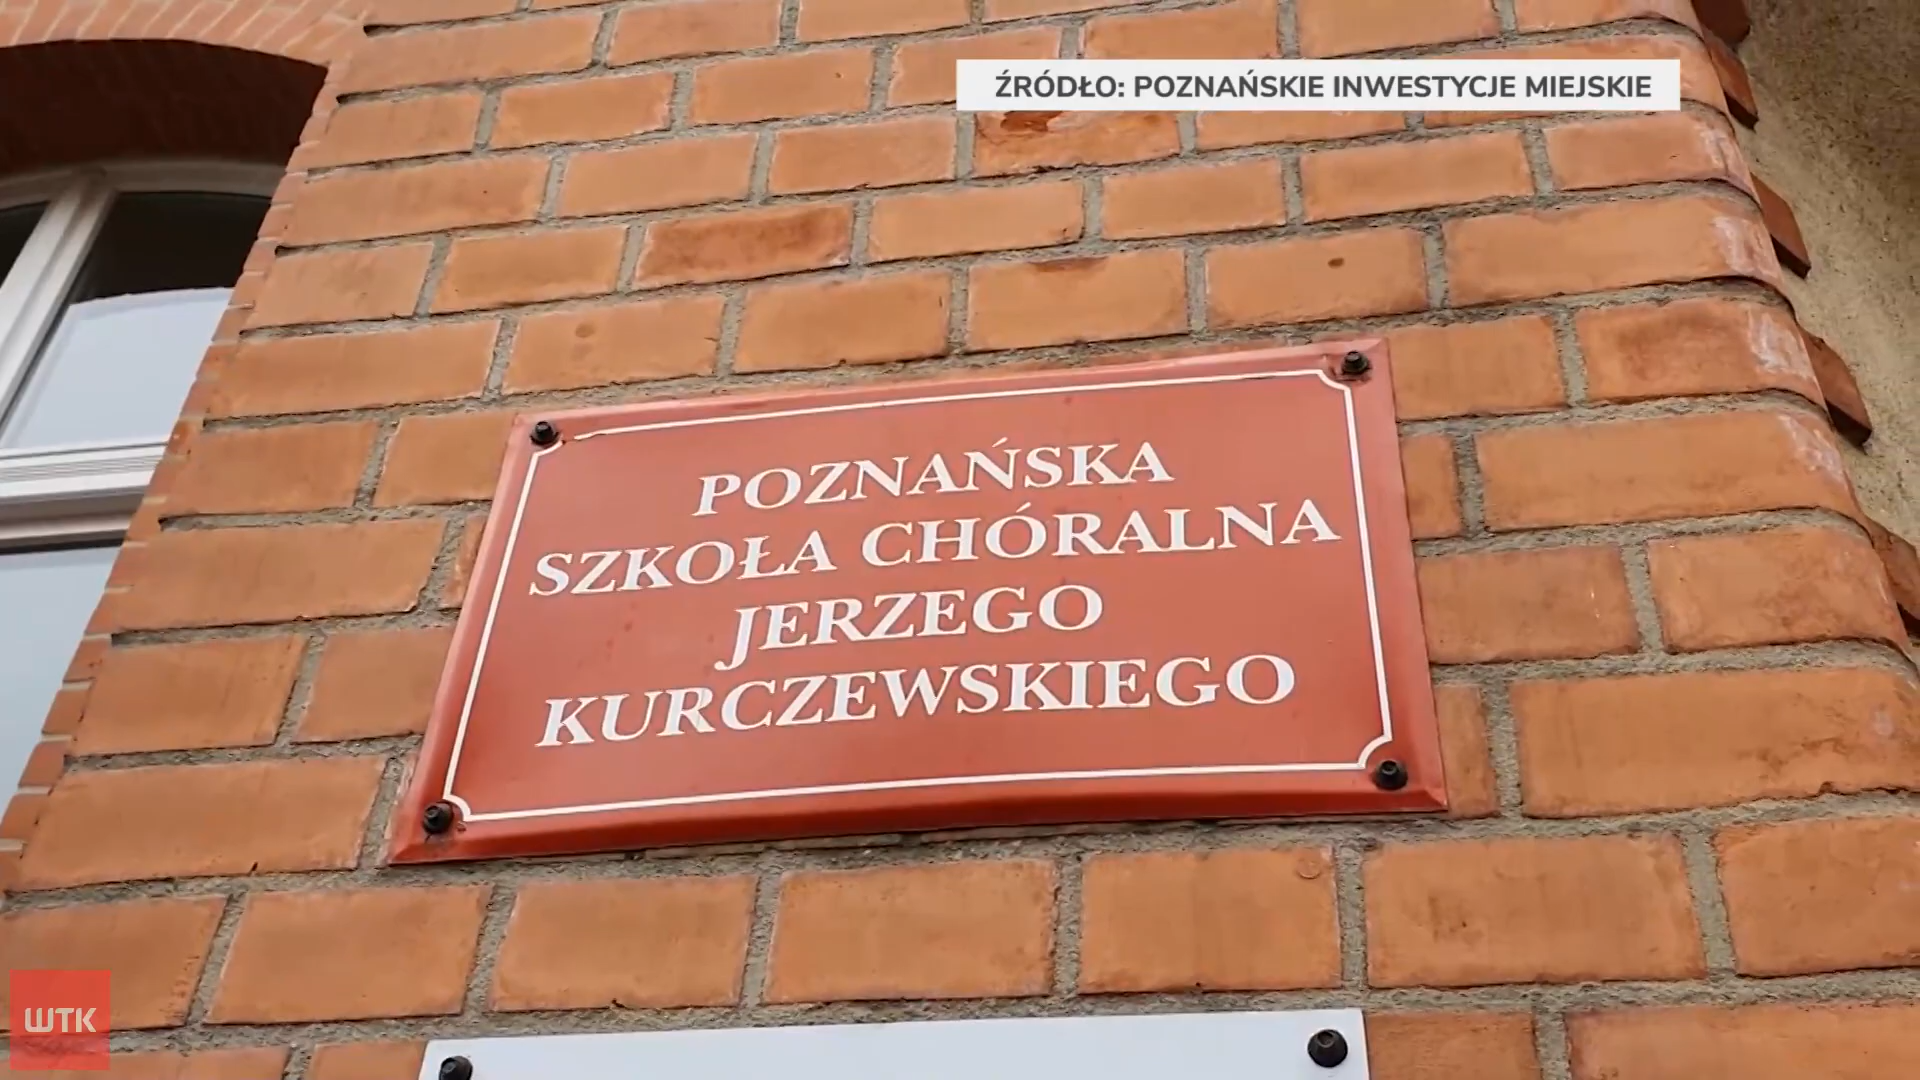 ŹRÓDŁO: POZNAŃSKIE INWESTYCJE MIEJSKIE
POZNAŃSKA
SZKOŁA CHÓRALNA
JERZEGO
KURCZEWSKIEGO
WTK